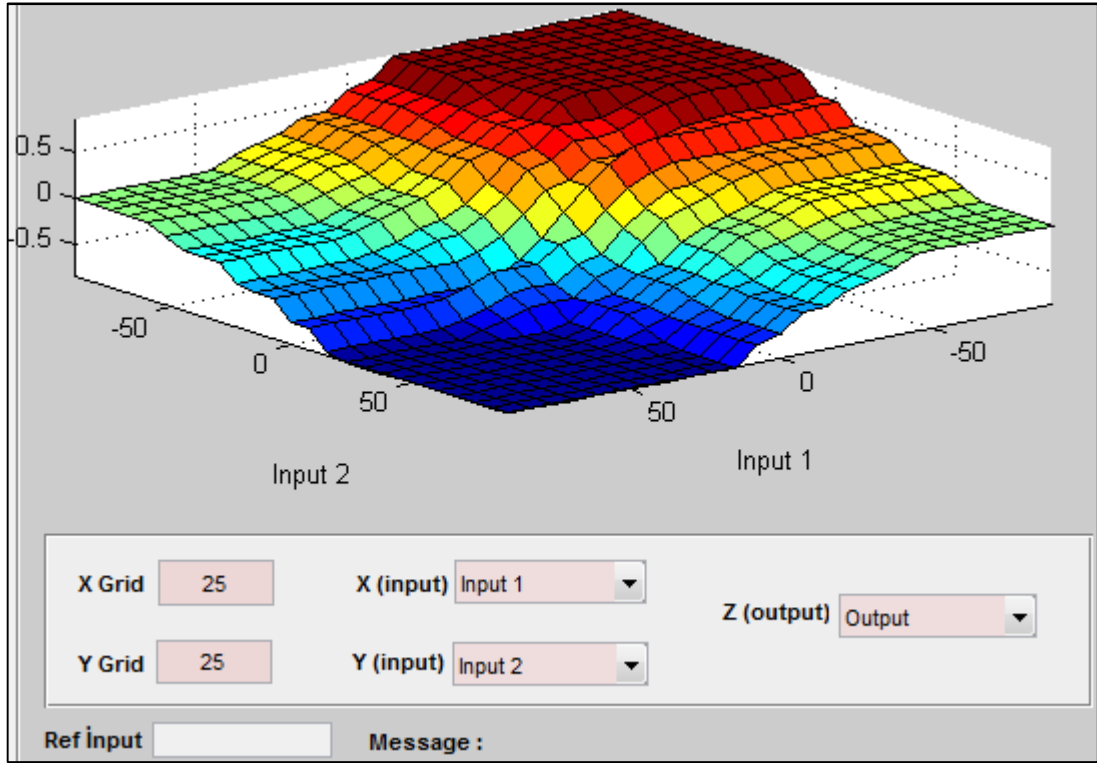 0.5
0
-0.5
-50
0
50
50
0
-50
Input 2
Input 1
X Grid 25 X (input) Input 1
Z (output) Output
Y Grid 25 Y (input) Input 2
Ref İnput Message :